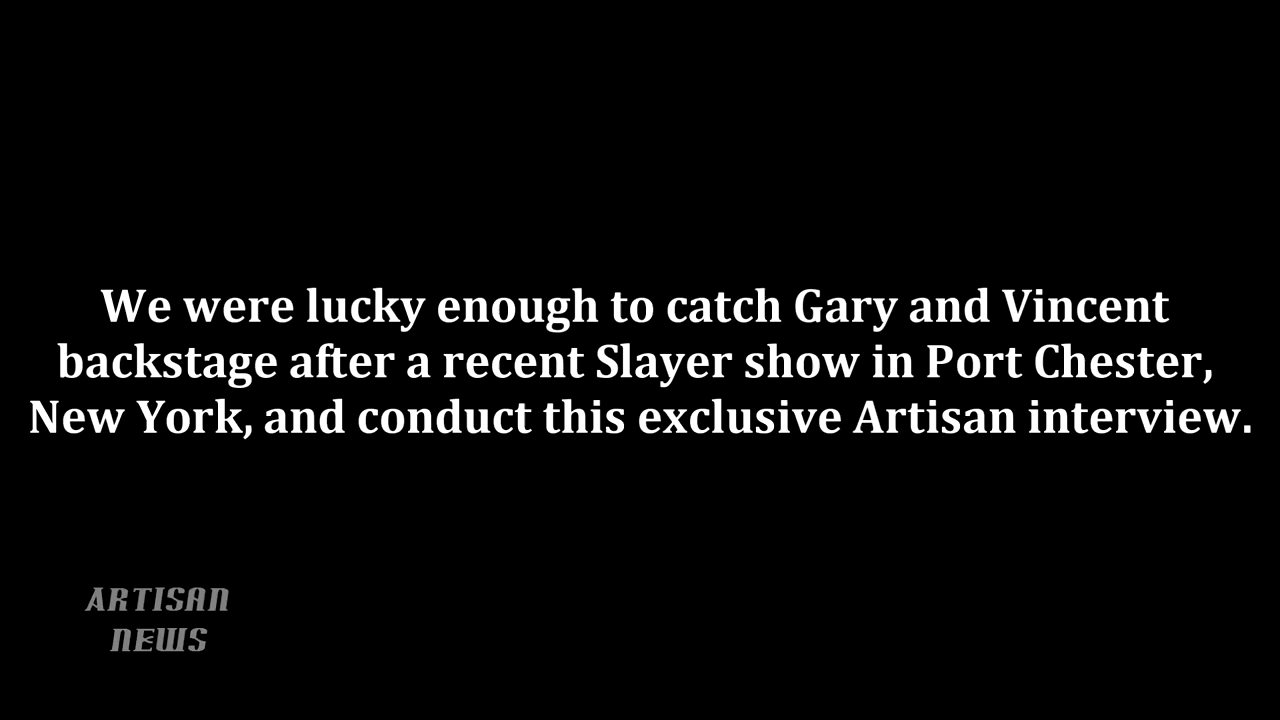 We were lucky enough to catch Gary and Vincent
backstage after a recent Slayer show in Port Chester,
New York, and conduct this exclusive Artisan interview.
ARTISAN
NEWS